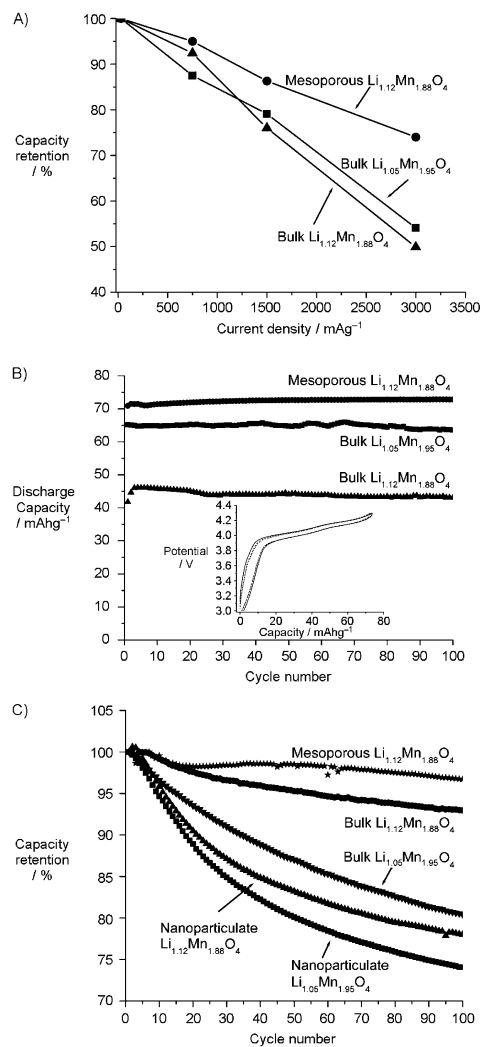 A)
100
90
80
70
60
50
40
Capacity
retention
/ %
Mesoporous Li1.12Mn1.88O4
Bulk Li1.05Mn1.95O4
Bulk Li1.12Mn1.88O4
0 500 1000 1500 2000 2500 3000 3500
Current density / mAg–1
B)
80
70
60
50
40
30
20
10
0
Discharge
Capacity
/ mAhg–1
Mesoporous Li1.12Mn1.88O4
Bulk Li1.05Mn1.95O4
Bulk Li1.12Mn1.88O4
4.4
4.2
4.0
3.8
3.6
3.4
3.2
3.0
Potential
/ V
0 20 40 60 80
Capacity / mAhg–1
0 10 20 30 40 50 60 70 80 90 100
Cycle number
C)
105
100
95
90
85
80
75
70
Capacity
retention
/ %
Mesoporous Li1.12Mn1.88O4
Bulk Li1.12Mn1.88O4
Bulk Li1.05Mn1.95O4
Nanoparticulate
Li1.12Mn1.88O4
Nanoparticulate
Li1.05Mn1.95O4
0 10 20 30 40 50 60 70 80 90 100
Cycle number